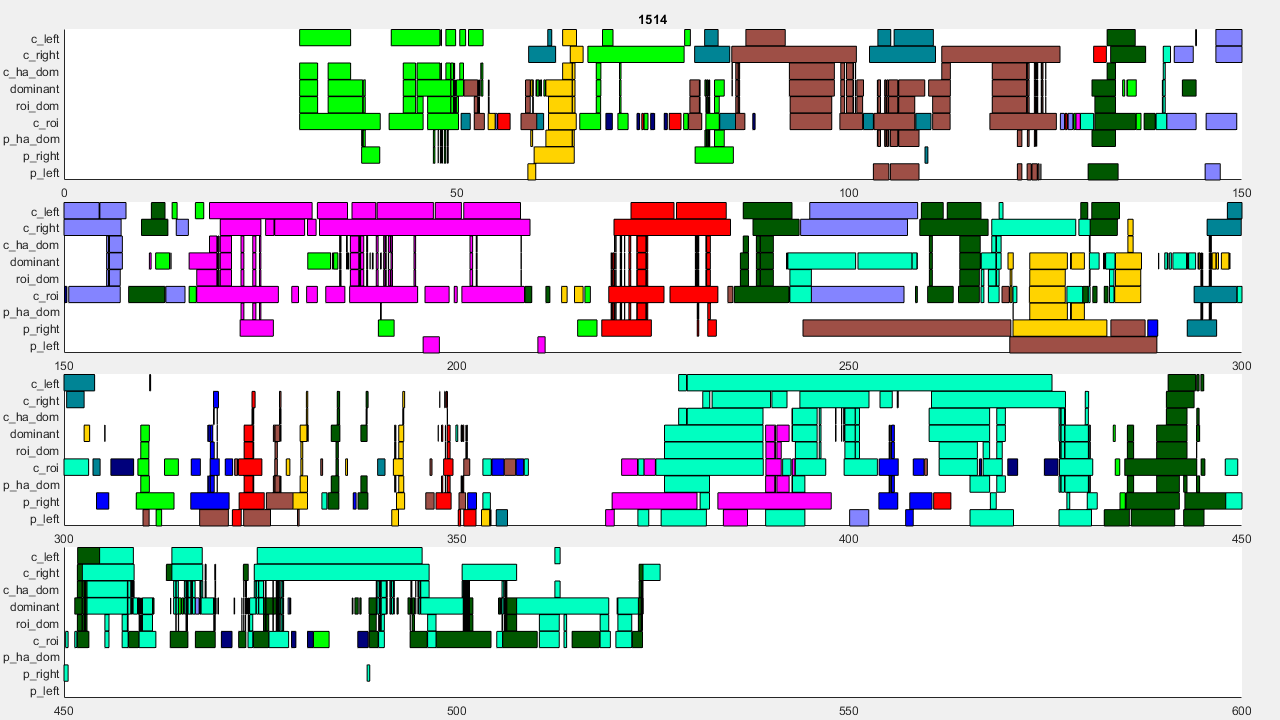 1514
c_left
c_right
c_ha_dom
dominant
roi_dom
c_roi
p_ha_dom
p_right
p_left
0 50 100 150
c_left
c_right
c_ha_dom
dominant
roi_dom
c_roi
p_ha_dom
p_right
p_left
150 200 250 300
c_left
c_right
c_ha_dom
dominant
roi_dom
c_roi
p_ha_dom
p_right
p_left
300 350 400 450
c_left
c_right
c_ha_dom
dominant
roi_dom
c_roi
p_ha_dom
p_right
p_left
450 500 550 600